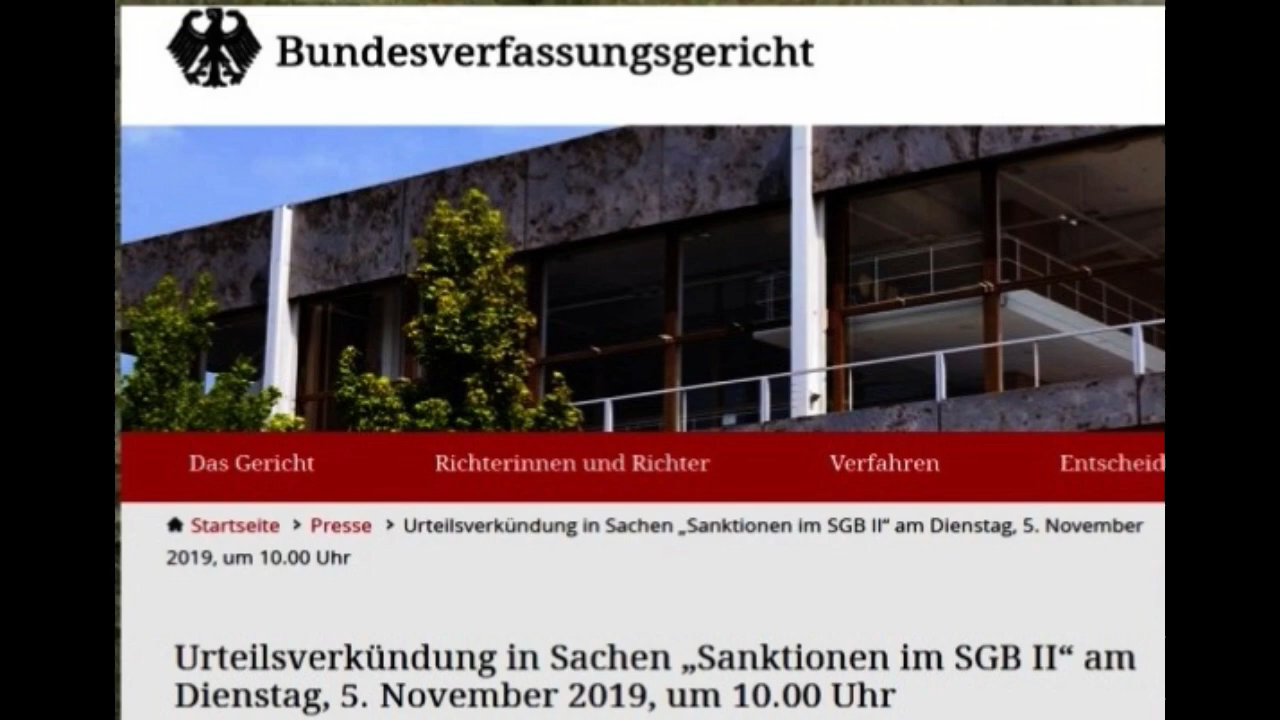 Bundesverfassungsgericht
Das Gericht Richterinnen und Richter Verfahren Entscheid
Startseite > Presse > Urteilsverkündung in Sachen „Sanktionen im SGB II“ am Dienstag, 5. November
2019, um 10.00 Uhr
Urteilsverkündung in Sachen „Sanktionen im SGB II“ am
Dienstag, 5. November 2019, um 10.00 Uhr